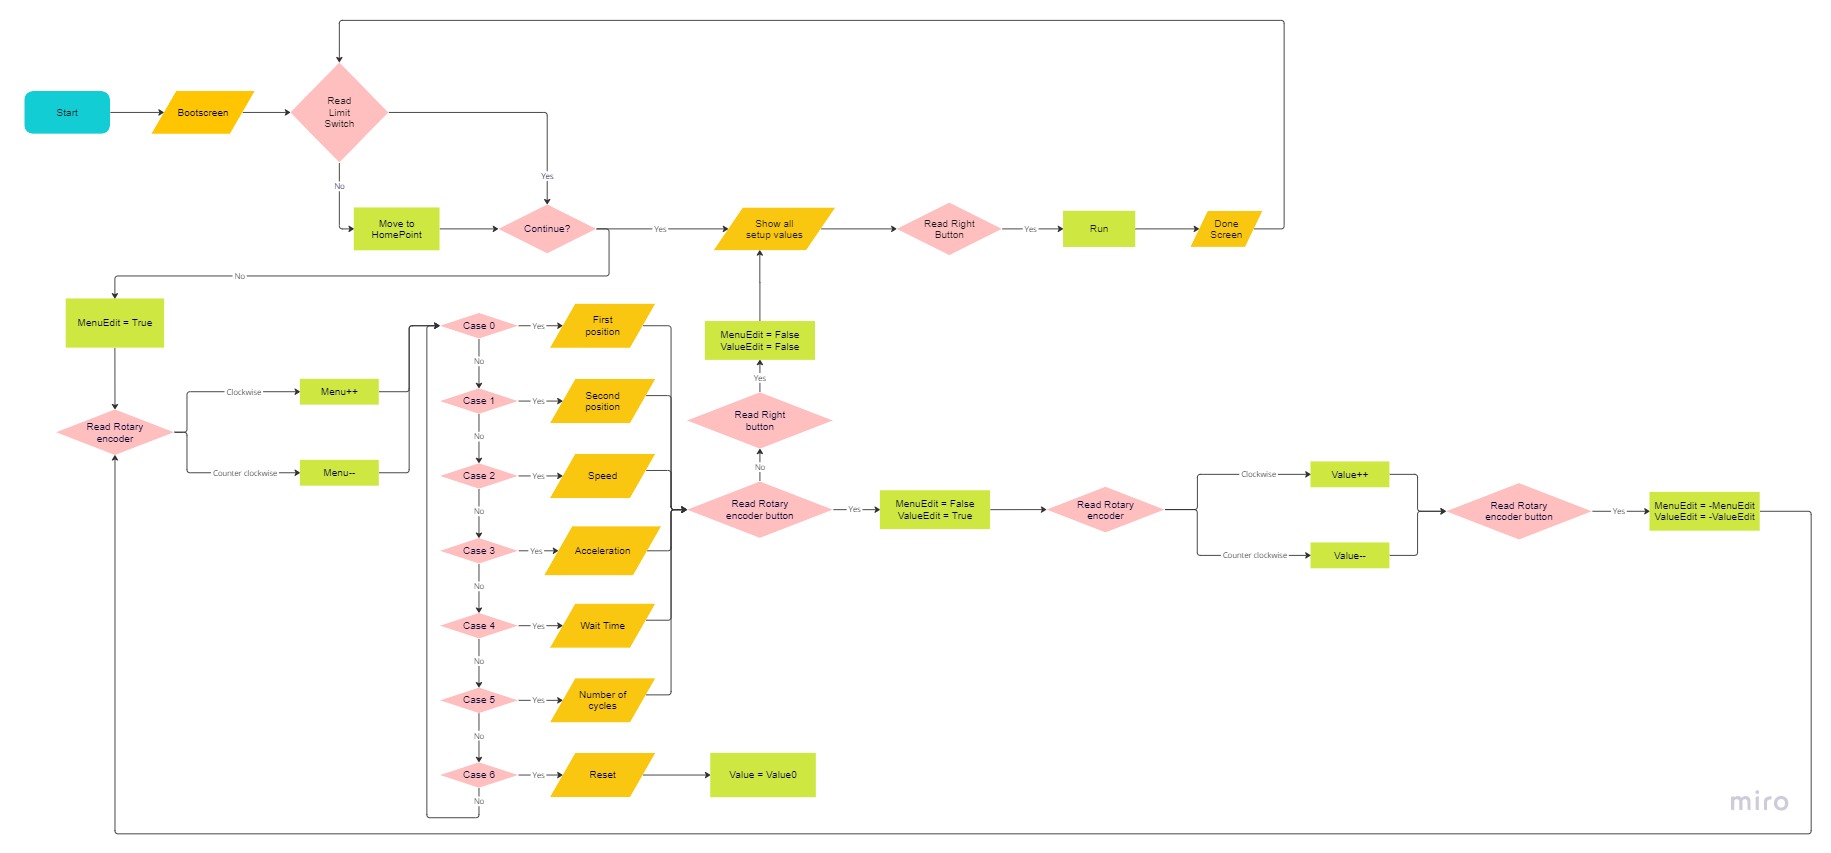 Start
Bootscreen
Read
Limit
Switch
No
Yes
Move to
HomePoint
Continue?
Yes
Show all
setup values
Read Right
Button
Yes
Run
Done
Screen
No
MenuEdit = True
Read Rotary
encoder
Clockwise
Menu++
Counter clockwise
Menu--
Case 0
Yes
First
position
No
Case 1
Yes
Second
position
No
Case 2
Yes
Speed
No
Case 3
Yes
Acceleration
No
Case 4
Yes
Wait Time
No
Case 5
Yes
Number of
cycles
No
Case 6
Yes
Reset
Value = Value0
No
MenuEdit = False
ValueEdit = False
Yes
Read Right
button
No
Read Rotary
encoder button
Yes
MenuEdit = False
ValueEdit = True
Read Rotary
encoder
Clockwise
Value++
Counter clockwise
Value--
Read Rotary
encoder button
Yes
MenuEdit = -MenuEdit
ValueEdit = -ValueEdit
miro